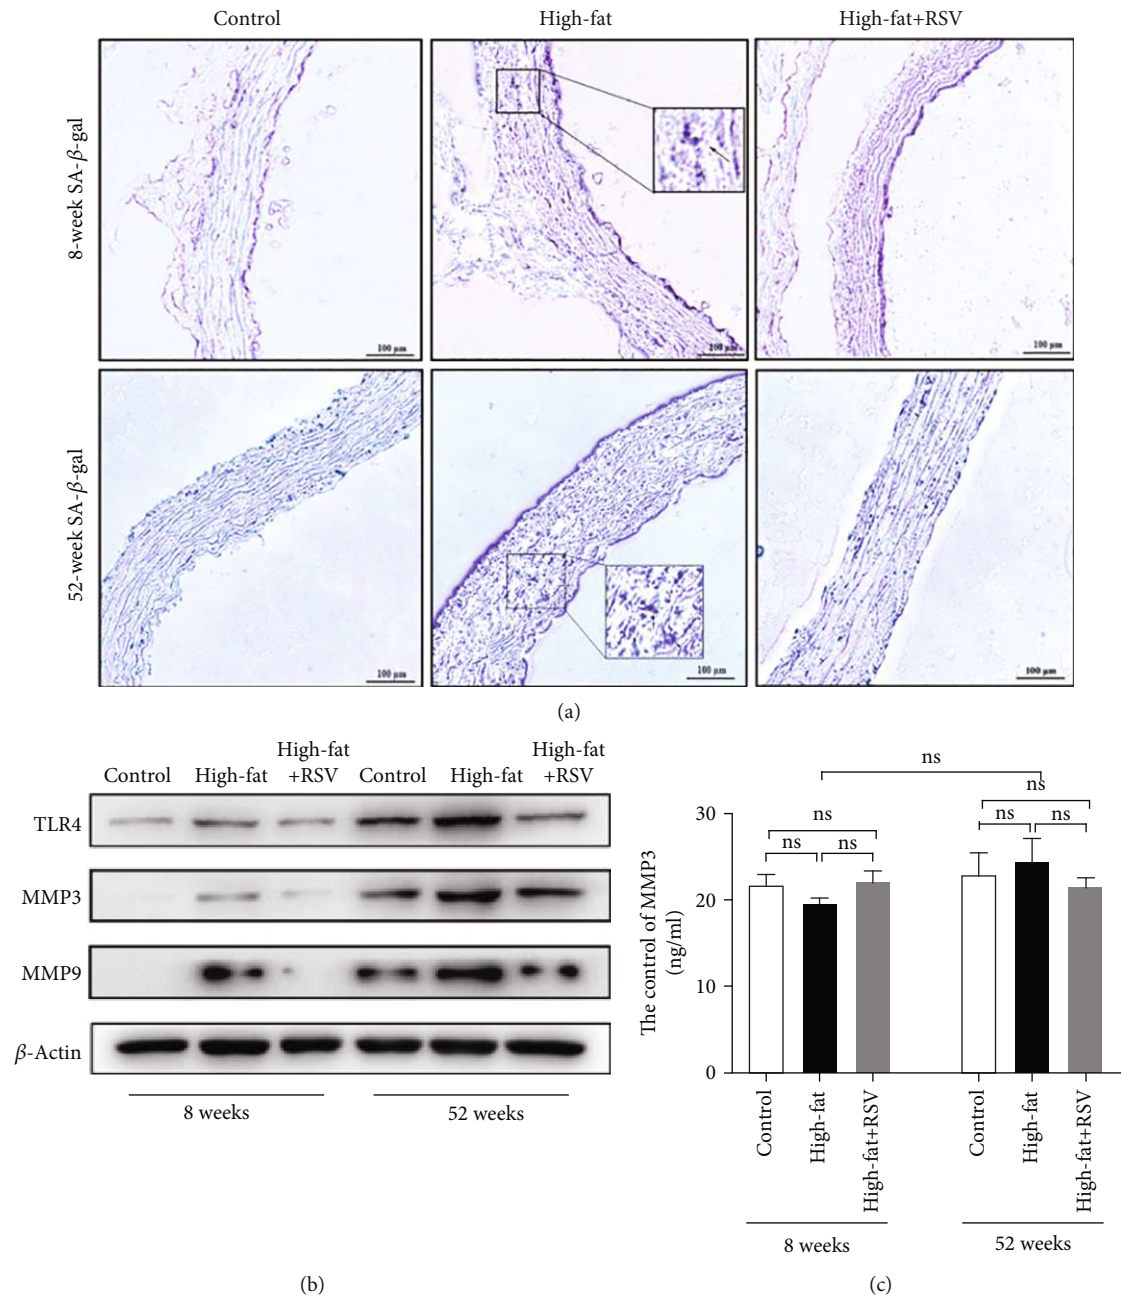 Control High-fat High-fat+RSV
8-week SA-β-gal
100 μm 100 μm 100 μm
52-week SA-β-gal
100 μm 100 μm 100 μm
(a)
High-fat High-fat
Control High-fat +RSV Control High-fat +RSV
TLR4
MMP3
MMP9
β-Actin
8 weeks 52 weeks
(b)
ns
ns
ns ns ns
ns ns
The control of MMP3
(ng/ml)
30
20
10
0
Control High-fat High-fat+RSV Control High-fat High-fat+RSV
8 weeks 52 weeks
(c)